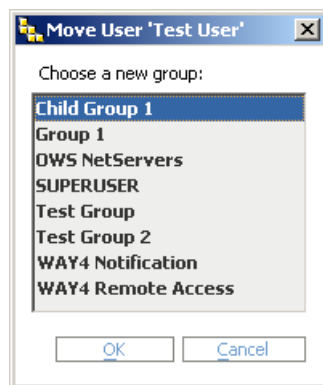 Move User 'Test User'
Choose a new group:
Child Group 1
Group 1
OWS NetServers
SUPERUSER
Test Group
Test Group 2
WAY4 Notification
WAY4 Remote Access
OK
Cancel